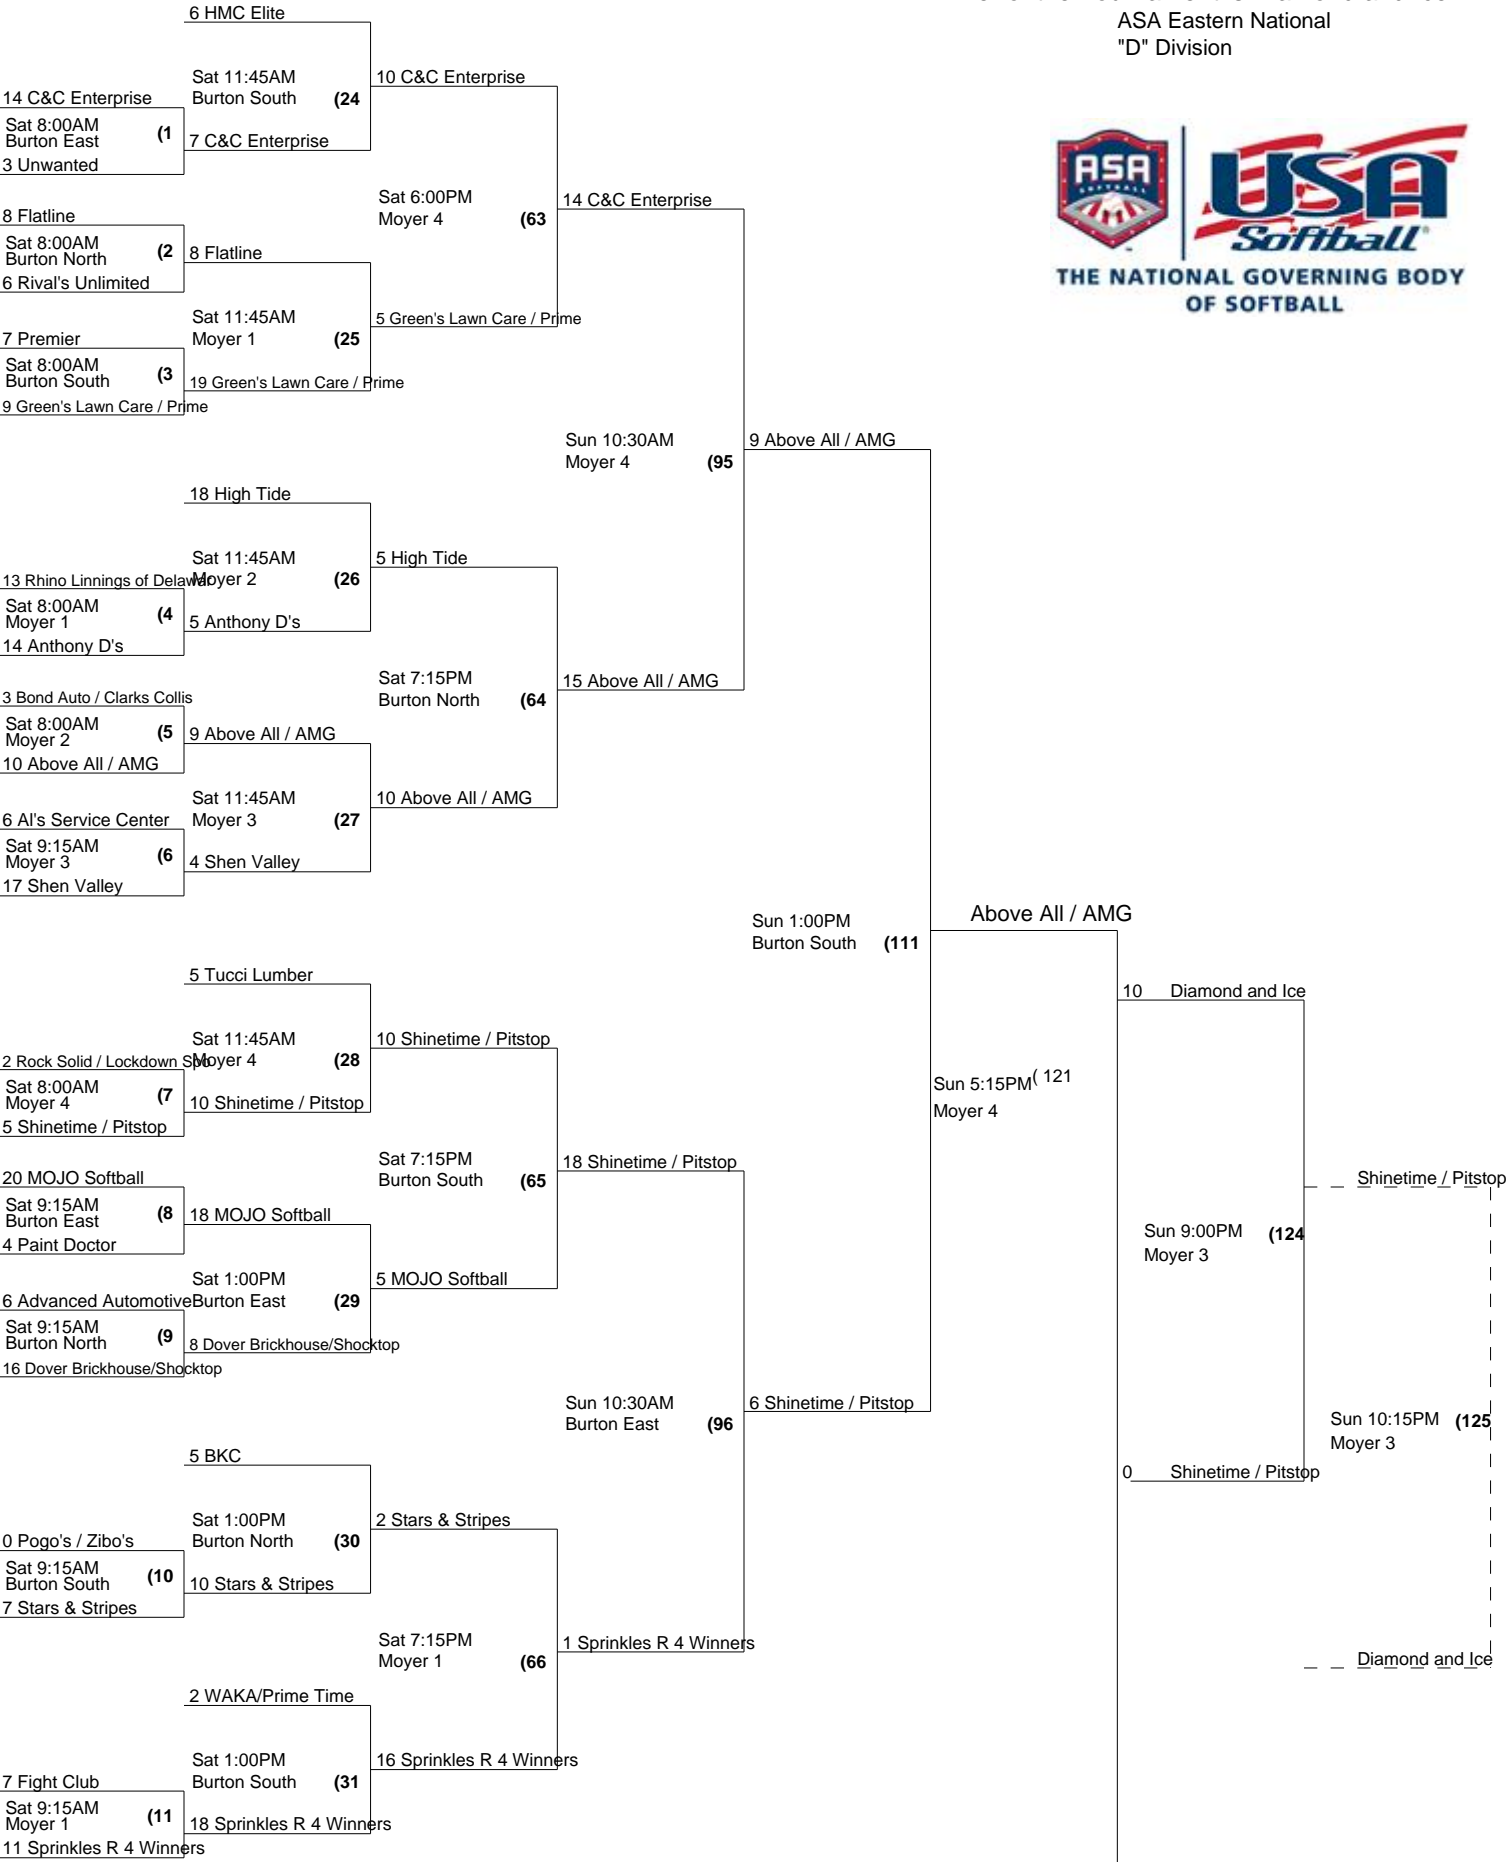 ASA Eastern National
"D" Division
ASA
USA
Softball
THE NATIONAL GOVERNING BODY
OF SOFTBALL
6 HMC Elite
Sat 11:45AM
Burton South (24
14 C&C Enterprise
Sat 8:00AM
Burton East (1
3 Unwanted
7 C&C Enterprise
10 C&C Enterprise
8 Flatline
Sat 8:00AM
Burton North (2
6 Rival's Unlimited
8 Flatline
Sat 11:45AM
Moyer 1 (25
7 Premier
Sat 8:00AM
Burton South (3
9 Green's Lawn Care / Prime
19 Green's Lawn Care / Prime
Sat 6:00PM
Moyer 4 (63
5 Green's Lawn Care / Prime
14 C&C Enterprise
18 High Tide
Sat 11:45AM
Moyer 2 (26
13 Rhino Linnings of Delawar
Sat 8:00AM
Moyer 1 (4
14 Anthony D's
5 Anthony D's
5 High Tide
3 Bond Auto / Clarks Collis
Sat 8:00AM
Moyer 2 (5
10 Above All / AMG
9 Above All / AMG
Sat 11:45AM
Moyer 3 (27
6 Al's Service Center
Sat 9:15AM
Moyer 3 (6
17 Shen Valley
4 Shen Valley
Sat 7:15PM
Burton North (64
10 Above All / AMG
15 Above All / AMG
Sun 10:30AM
Moyer 4 (95
9 Above All / AMG
5 Tucci Lumber
Sat 11:45AM
Moyer 4 (28
2 Rock Solid / Lockdown Spo
Sat 8:00AM
Moyer 4 (7
5 Shinetime / Pitstop
10 Shinetime / Pitstop
10 Shinetime / Pitstop
20 MOJO Softball
Sat 9:15AM
Burton East (8
4 Paint Doctor
18 MOJO Softball
Sat 1:00PM
Burton East (29
6 Advanced Automotive
Sat 9:15AM
Burton North (9
16 Dover Brickhouse/Shocktop
8 Dover Brickhouse/Shocktop
Sat 7:15PM
Burton South (65
5 MOJO Softball
18 Shinetime / Pitstop
5 BKC
Sat 1:00PM
Burton North (30
0 Pogo's / Zibo's
Sat 9:15AM
Burton South (10
7 Stars & Stripes
10 Stars & Stripes
2 Stars & Stripes
Sat 7:15PM
Moyer 1 (66
2 WAKA/Prime Time
Sat 1:00PM
Burton South (31
7 Fight Club
Sat 9:15AM
Moyer 1 (11
11 Sprinkles R 4 Winners
18 Sprinkles R 4 Winners
16 Sprinkles R 4 Winners
1 Sprinkles R 4 Winners
Sun 10:30AM
Burton East (96
6 Shinetime / Pitstop
Sun 1:00PM
Burton South (111
Above All / AMG
Sun 5:15PM ( 121
Moyer 4
10 Diamond and Ice
Sun 9:00PM (124
Moyer 3
0 Shinetime / Pitstop
Shinetime / Pitstop
Sun 10:15PM (125
Moyer 3
Diamond and Ice